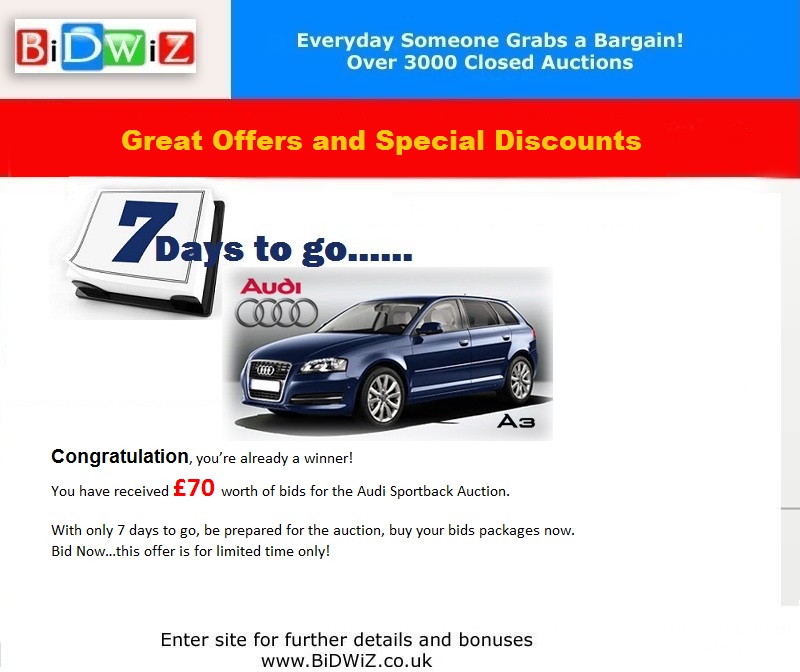 BiDWiZ
Everyday Someone Grabs a Bargain!
Over 3000 Closed Auctions
Great Offers and Special Discounts
7 Days to go......
Audi
A3
Congratulation, you’re already a winner!
You have received £70 worth of bids for the Audi Sportback Auction.
With only 7 days to go, be prepared for the auction, buy your bids packages now.
Bid Now…this offer is for limited time only!
Enter site for further details and bonuses
www.BiDWiZ.co.uk